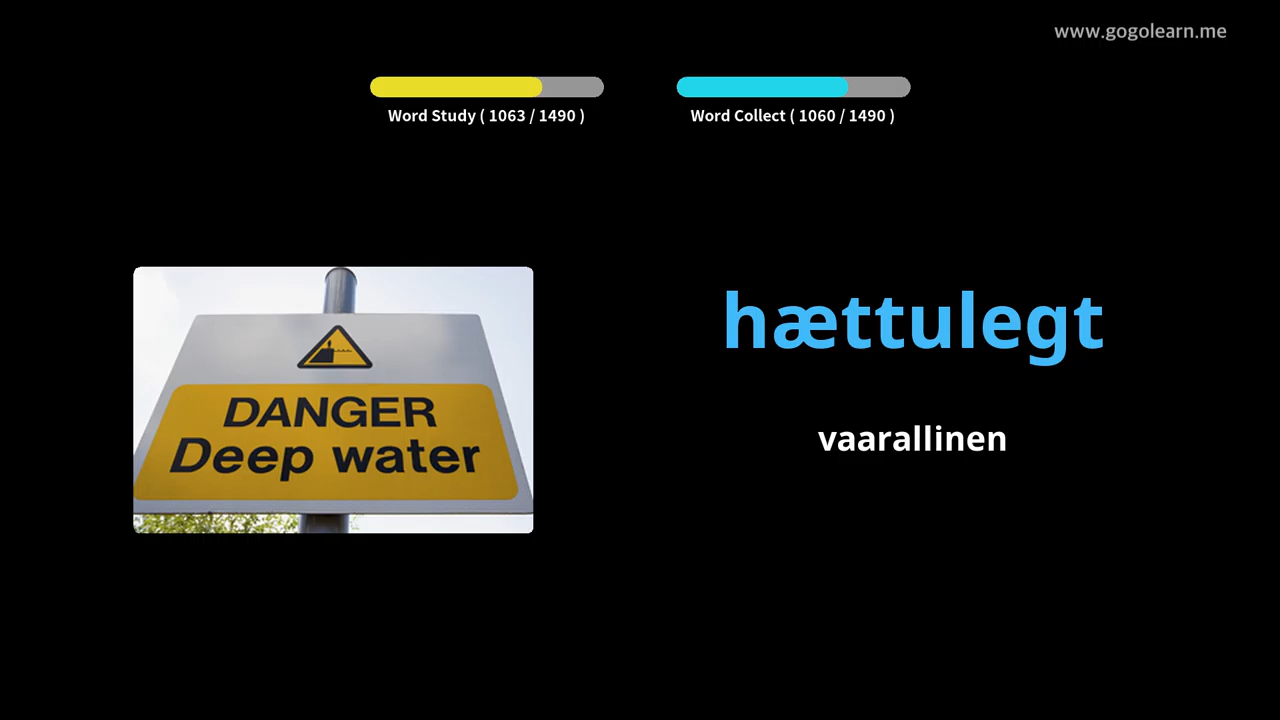 www.gogolearn.me
Word Study ( 1063 / 1490 )
Word Collect ( 1060 / 1490 )
DANGER
Deep water
hættulegt
vaarallinen